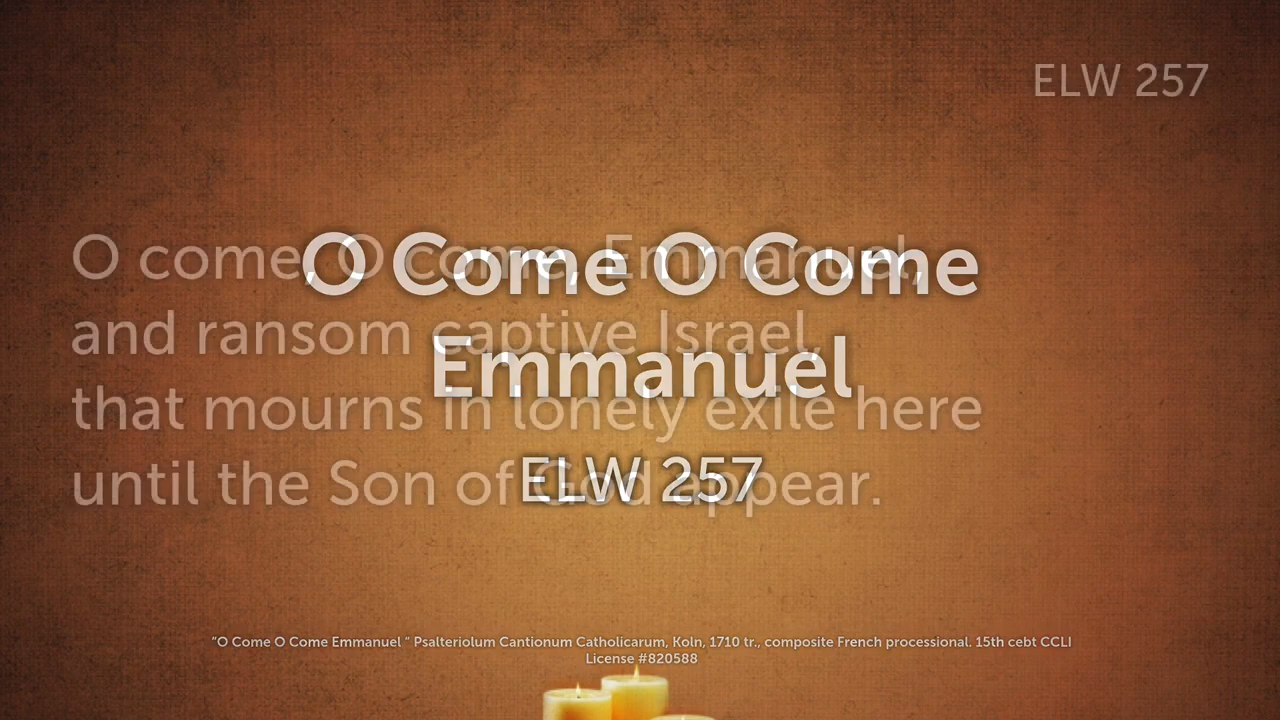 ELW 257
O Come O Come
Emmanuel
ELW 257
O come, O come, Emmanuel,
and ransom captive Israel,
that mourns in lonely exile here
until the Son of God appear.
"O Come O Come Emmanuel " Psalteriolum Cantionum Catholicarum, Koln, 1710 tr., composite French processional. 15th cebt CCLI
License #820588